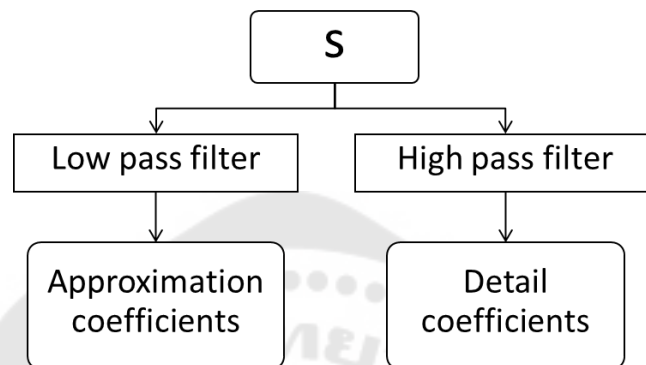 S
Low pass filter
High pass filter
Approximation
coefficients
Detail
coefficients